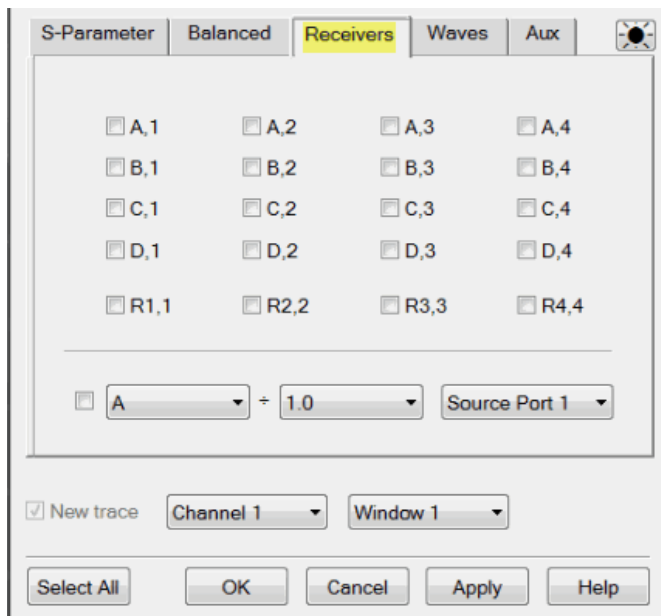 S-Parameter Balanced Receivers Waves Aux
A,1 A,2 A,3 A,4
B,1 B,2 B,3 B,4
C,1 C,2 C,3 C,4
D,1 D,2 D,3 D,4
R1,1 R2,2 R3,3 R4,4
A ÷ 1.0 Source Port 1
New trace Channel 1 Window 1
Select All OK Cancel Apply Help